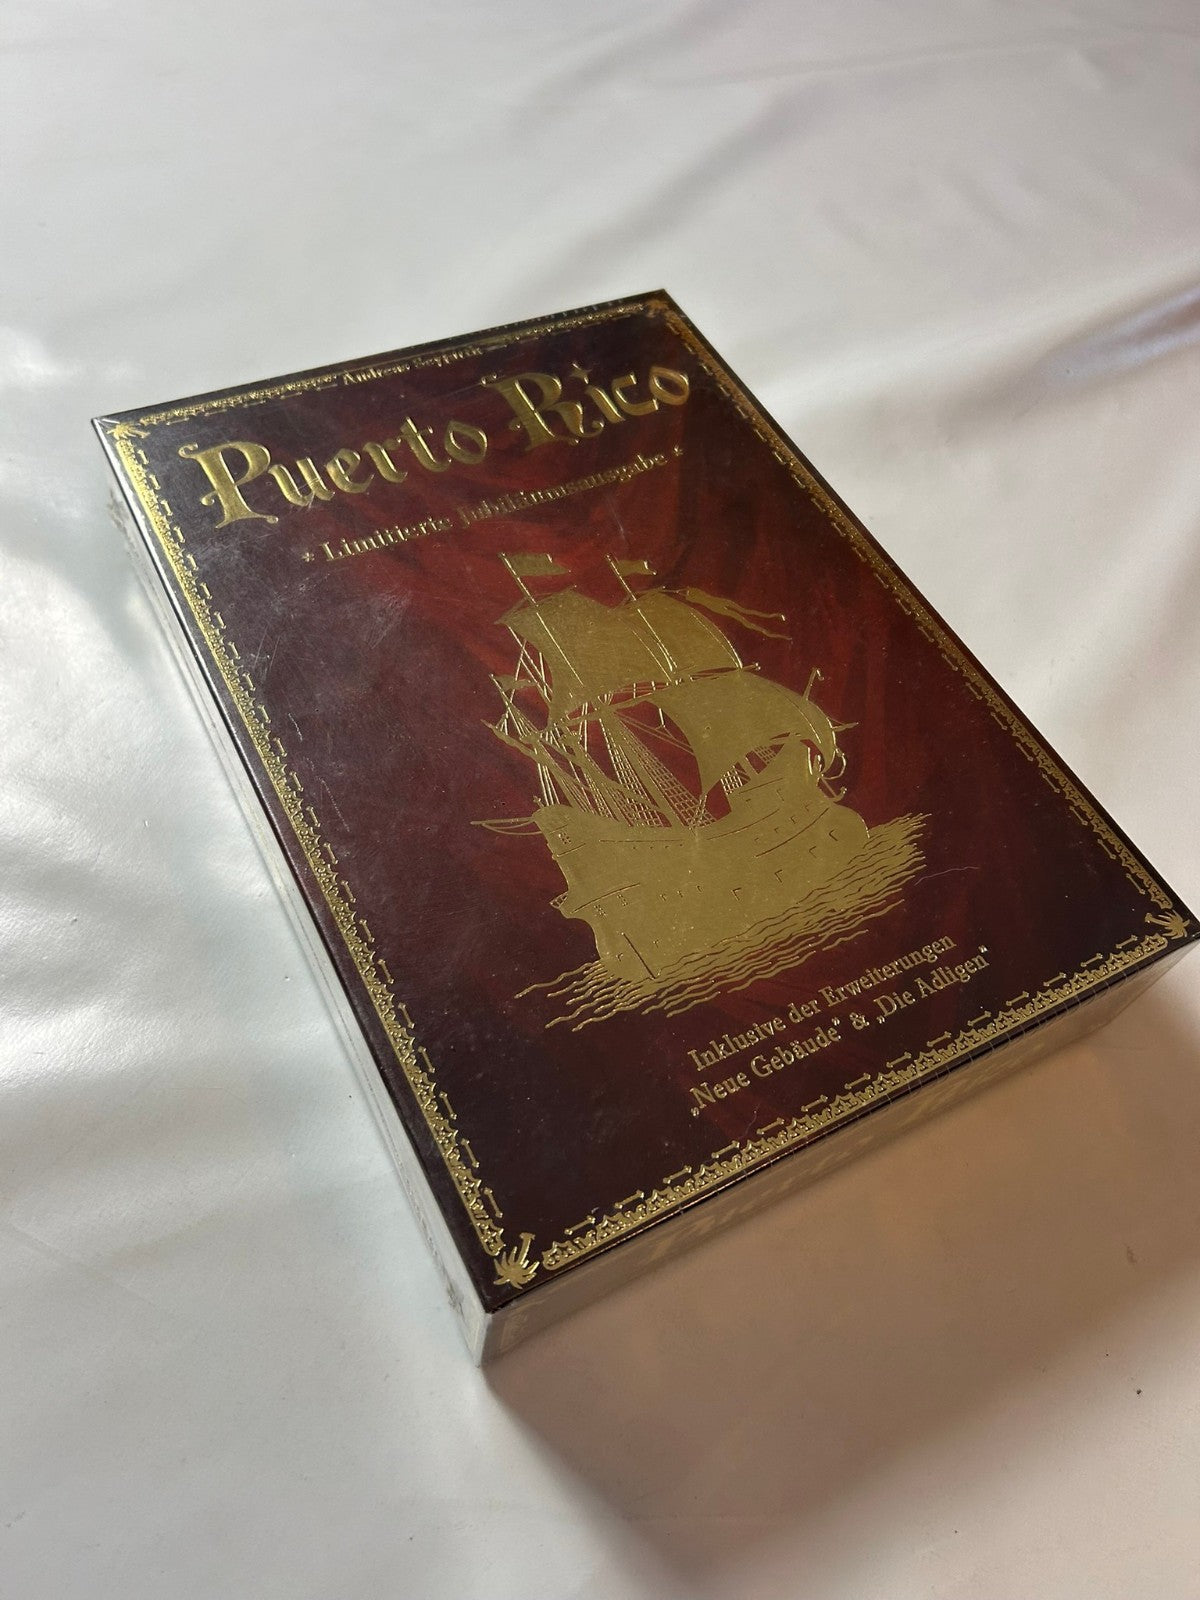 Andreas Seyfarth
Puerto Rico
* Limitierte Jubiläumsausgabe *
Inklusive der Erweiterungen
„Neue Gebäude“ & „Die Adligen“